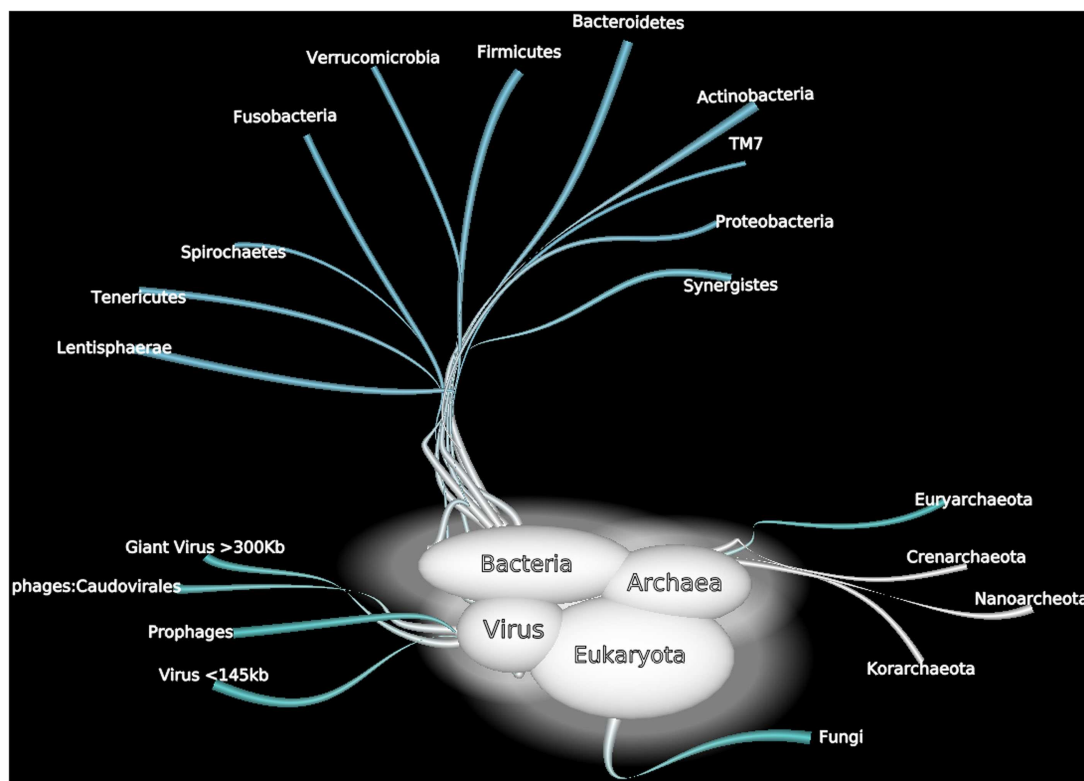 Bacteroidetes
Verrucomicrobia
Firmicutes
Actinobacteria
Fusobacteria
TM7
Proteobacteria
Spirochaetes
Synergistes
Tenericutes
Lentisphaerae
Euryarchaeota
Giant Virus >300Kb
Bacteria
Crenarchaeota
Archaea
phages:Caudovirales
Nanoarcheota
Prophages
Virus
Eukaryota
Korarchaeota
Virus <145kb
Fungi